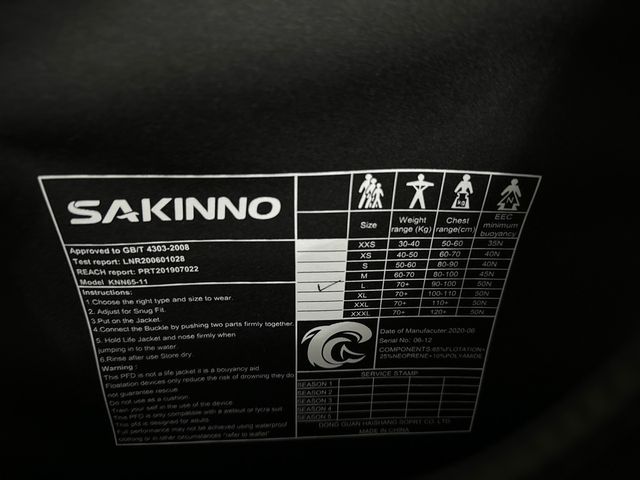 SAKINNO
Approved to GB/T 4303-2008
Test report: LNR200601028
REACH report: PRT201907022
Model KNN65-11
Instructions:
1.Choose the right type and size to wear.
2. Adjust for Snug Fit.
3.Put on the Jacket.
4.Connect the Buckle by pushing two parts firmly together.
5. Hold Life Jacket and nose firmly when
jumping in to the water.
6.Rinse after use Store dry.
Warning :
This PFD is not a life jacket it is a bouyancy aid
Floatation devices only reduce the risk of drowning they do
not guarantee rescue
Do not use as a cushion
Train your self in the use of the device
This PFD is only compatible with a wetsuit or lycra suit
This pfd is designed for adults
Full performance may not be achieved using waterproof
clothing or in other circumstances "refer to leaflet"
kg
N
Size Weight range (Kg) Chest range(cm) EEC minimum buoyancy
XXS 30-40 50-60 35N
XS 40-50 60-70 40N
S 50-60 80-90 40N
M 60-70 80-100 45N
L 70+ 90-100 50N
XL 70+ 100-110 50N
XXL 70+ 110+ 50N
XXXL 70+ 120+ 50N
Date of Manufacuter 2020-06
Serial No: 06-12
COMPONENTS:65%FLOTATION+
25%NEOPRENE+10%POLYAMIDE
SERVICE STAMP
SEASON 1
SEASON 2
SEASON 3
SEASON 4
SEASON 5
DONG GUAN HAISHANG SOPRT CO. LTD
MADE IN CHINA